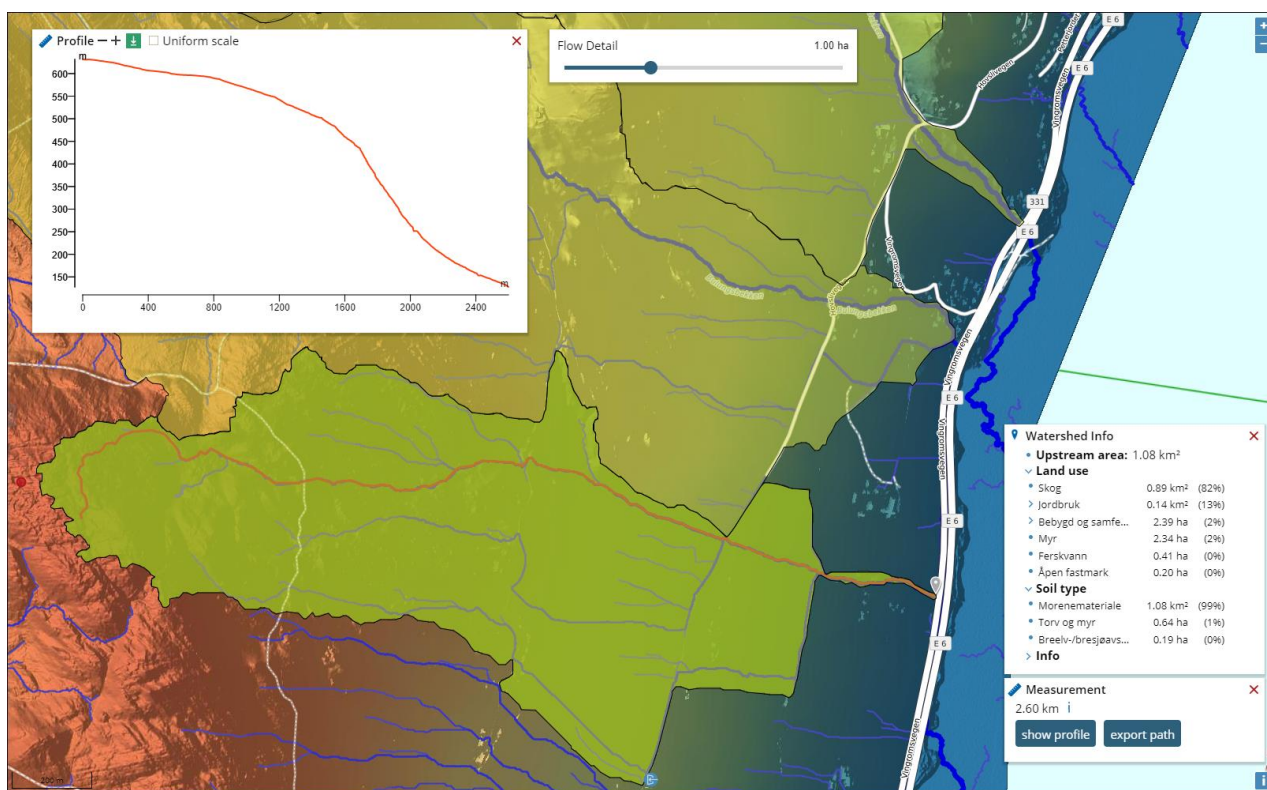 Profile − + Uniform scale
m
600
550
500
450
400
350
300
250
200
150
m
0 400 800 1200 1600 2000 2400
Flow Detail 1.00 ha
E 6
E 6
Rovolivegen
Vingromsvegen
331
E 6
Vingromsvegen
E 6
Vingromsvegen
E 6
E 6
Vingromsvegen
200 m
Watershed Info
Upstream area: 1.08 km²
Land use
Skog 0.89 km² (82%)
Jordbruk 0.14 km² (13%)
Bebygd og samfe... 2.39 ha (2%)
Myr 2.34 ha (2%)
Ferskvann 0.41 ha (0%)
Åpen fastmark 0.20 ha (0%)
Soil type
Morenemateriale 1.08 km² (99%)
Torv og myr 0.64 ha (1%)
Breelv-/bresjøavs... 0.19 ha (0%)
Info
Measurement
2.60 km i
show profile export path